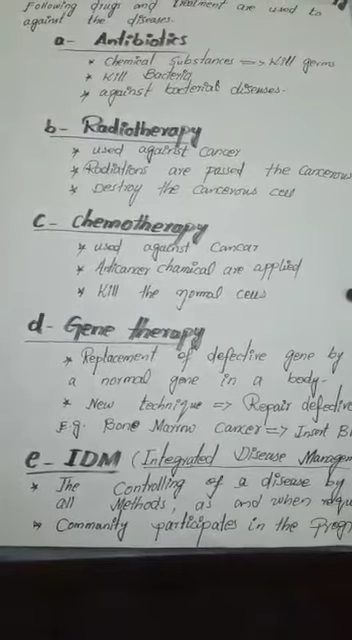 Following drugs and treatment are used to
against the diseases.
a- Antibiotics
* chemical substances => Kill germs
* Kill Bacteria
* against bacterial diseases.
b- Radiotherapy
* used against cancer
* Radiations are passed the cancerous
* Destroy the cancerous cell
c- Chemotherapy
* used against Cancar
* Anticancer chemical are applied
* Kill the normal cells
d- Gene therapy
* Replacement of defective gene by
a normal gene in a body-
* New technique => Repair defective
E.g. Bone Marrow Cancer=> Insert
e- IDM (Integrated Disease
* The Controlling of a disease by
all Methods, as and when
* Community participates in the